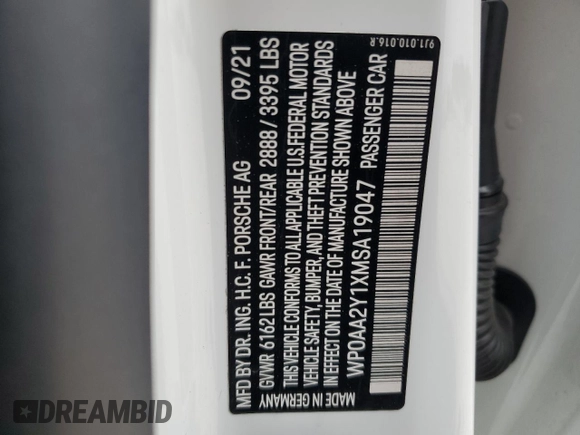 MFD BY DR. ING. H.C. F. PORSCHE AG 09/21
GVWR 6162 LBS GAWR FRONT/REAR 2888 / 3395 LBS
THIS VEHICLE CONFORMS TO ALL APPLICABLE U.S. FEDERAL MOTOR
VEHICLE SAFETY, BUMPER, AND THEFT PREVENTION STANDARDS
IN EFFECT ON THE DATE OF MANUFACTURE SHOWN ABOVE
WP0AA2Y1XMSA19047 PASSENGER CAR
MADE IN GERMANY
9J1.010.016.R
DREAMBID